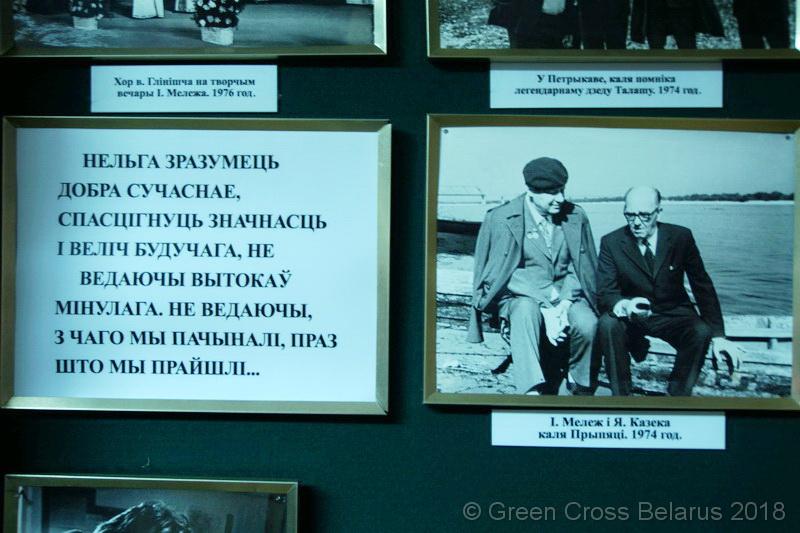 Хор в. Глінішча на творчым
вечары І. Мележа. 1976 год.
У Петрыкаве, каля помніка
легендарнаму дзеду Талашу. 1974 год.
НЕЛЬГА ЗРАЗУМЕЦЬ
ДОБРА СУЧАСНАЕ,
СПАСЦІГНУЦЬ ЗНАЧНАСЦЬ
І ВЕЛІЧ БУДУЧАГА, НЕ
ВЕДАЮЧЫ ВЫТОКАЎ
МІНУЛАГА. НЕ ВЕДАЮЧЫ,
З ЧАГО МЫ ПАЧЫНАЛІ, ПРАЗ
ШТО МЫ ПРАЙШЛІ...
І. Мележ і Я. Казека
каля Прыпяці. 1974 год.
© Green Cross Belarus 2018